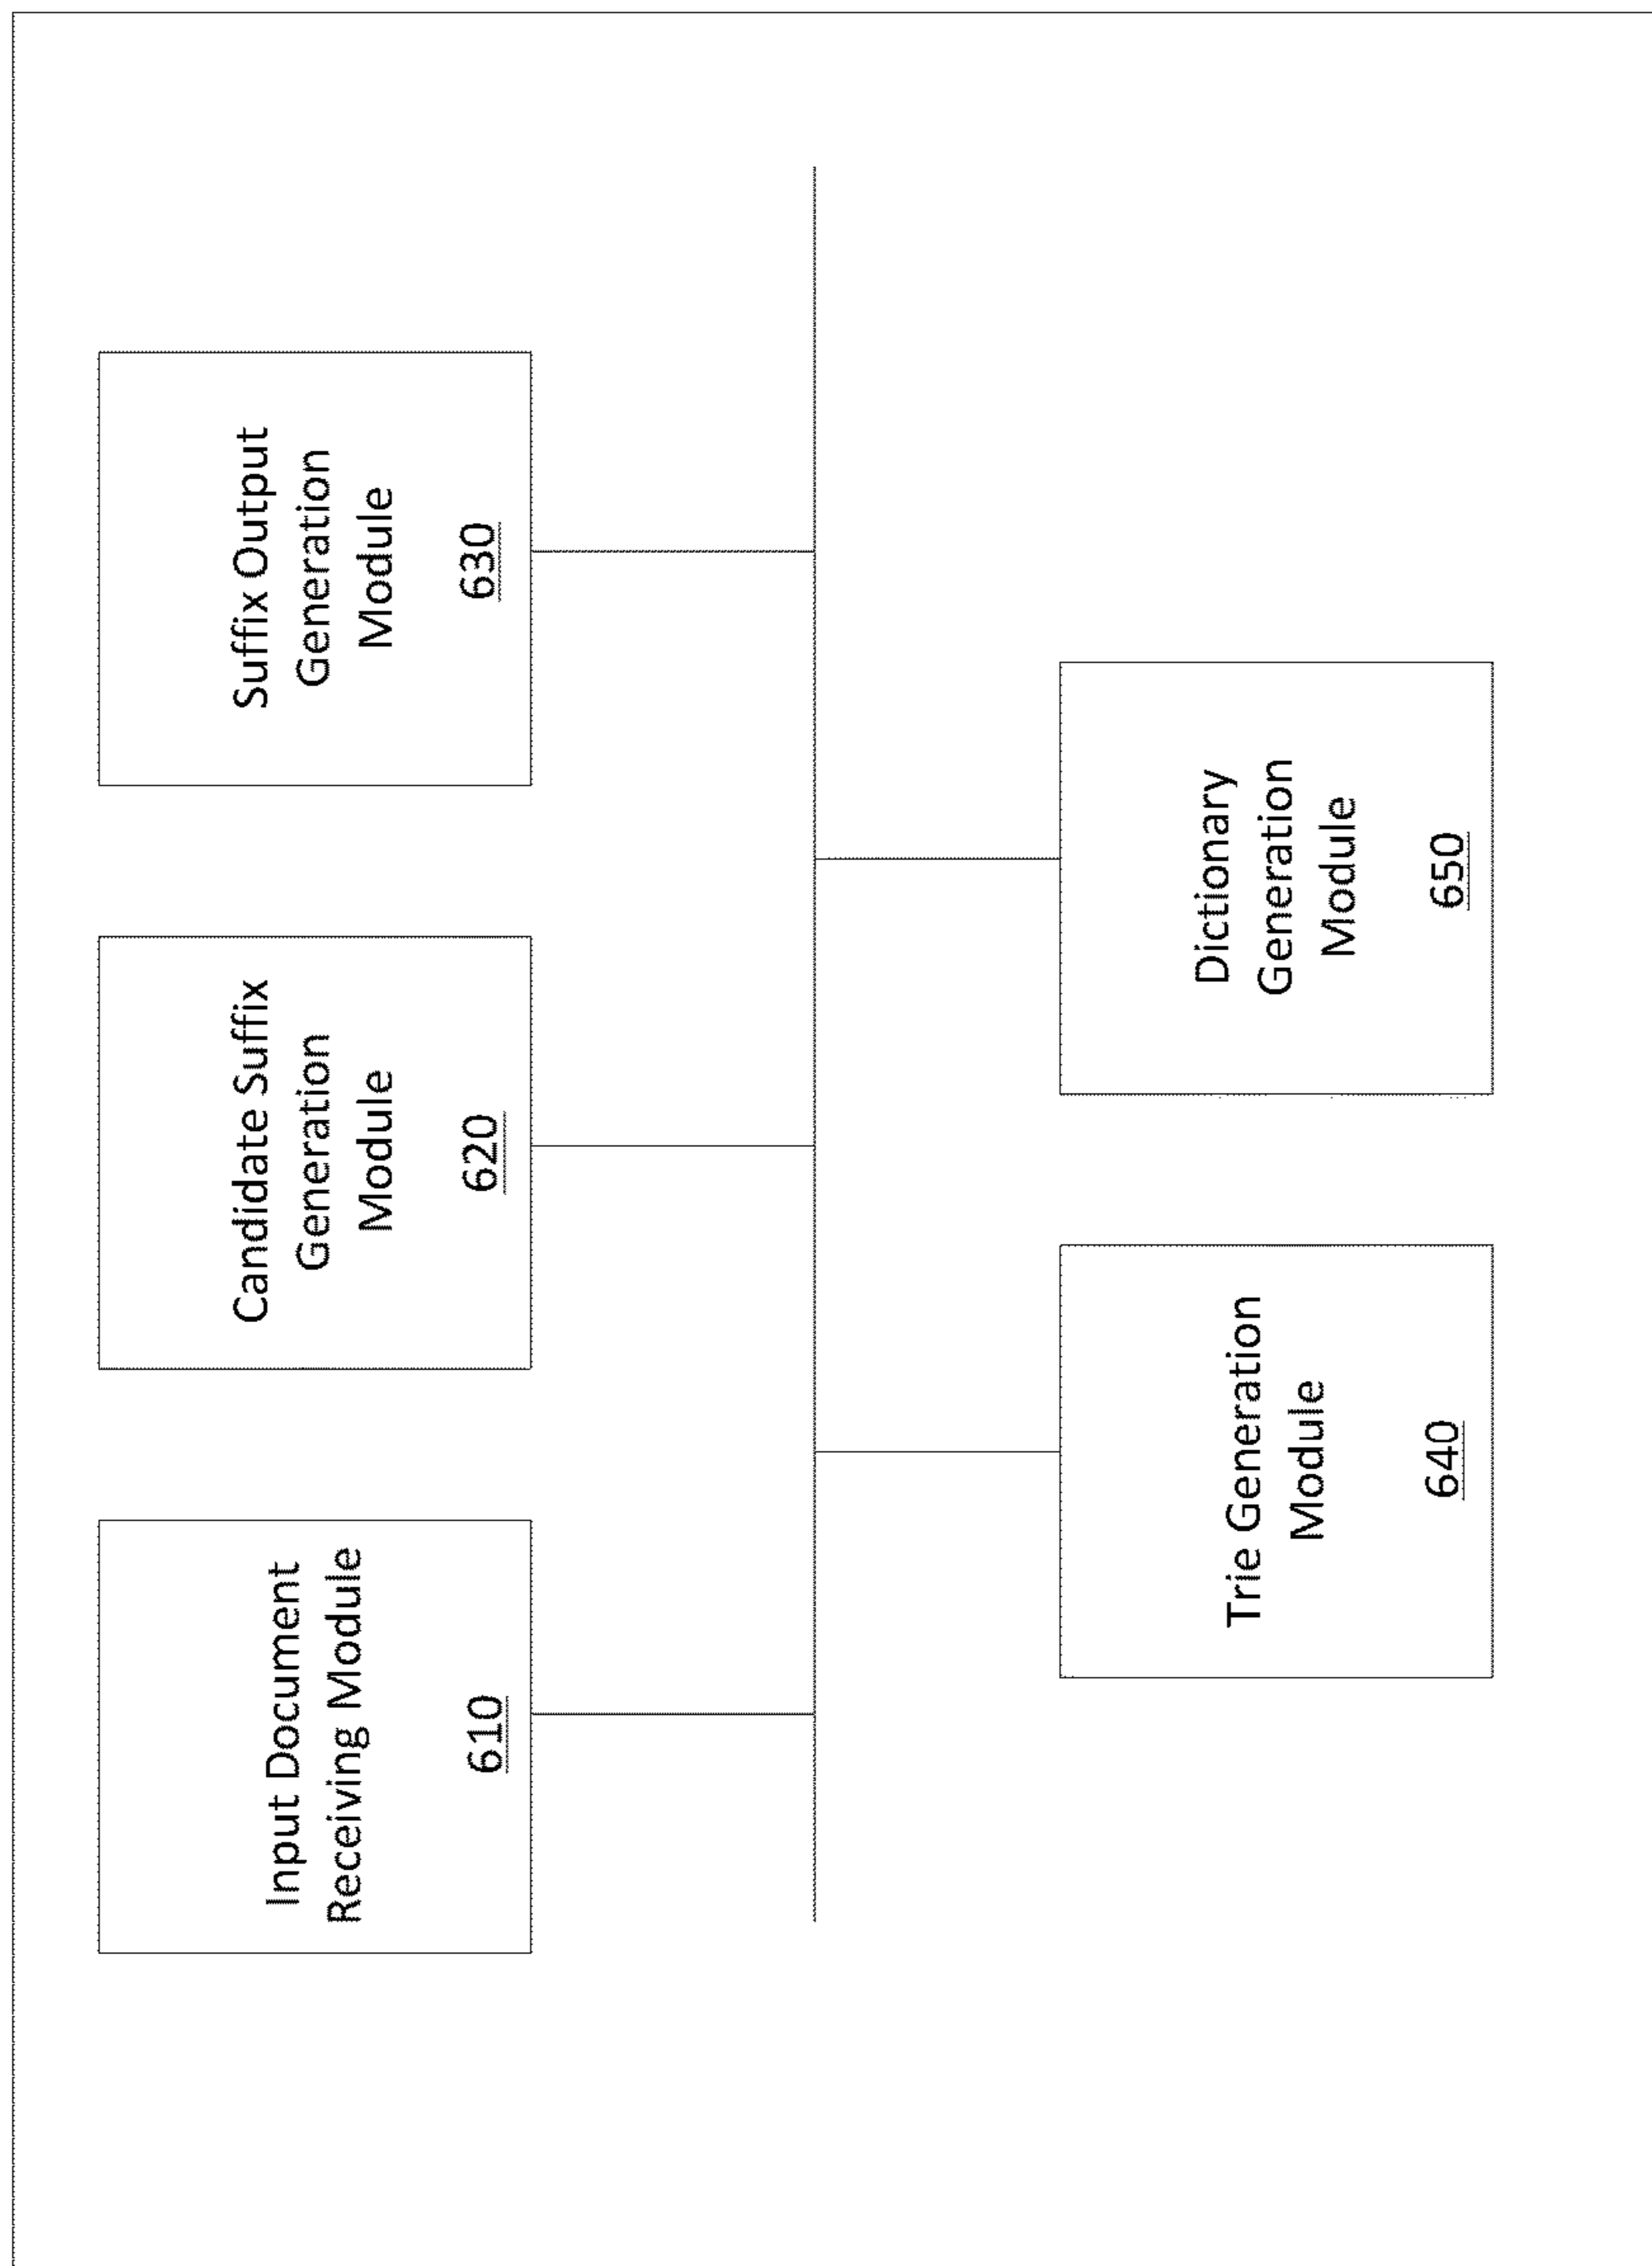 Input Document
Receiving Module
610
Candidate Suffix
Generation
Module
620
Suffix Output
Generation
Module
630
Trie Generation
Module
640
Dictionary
Generation
Module
650